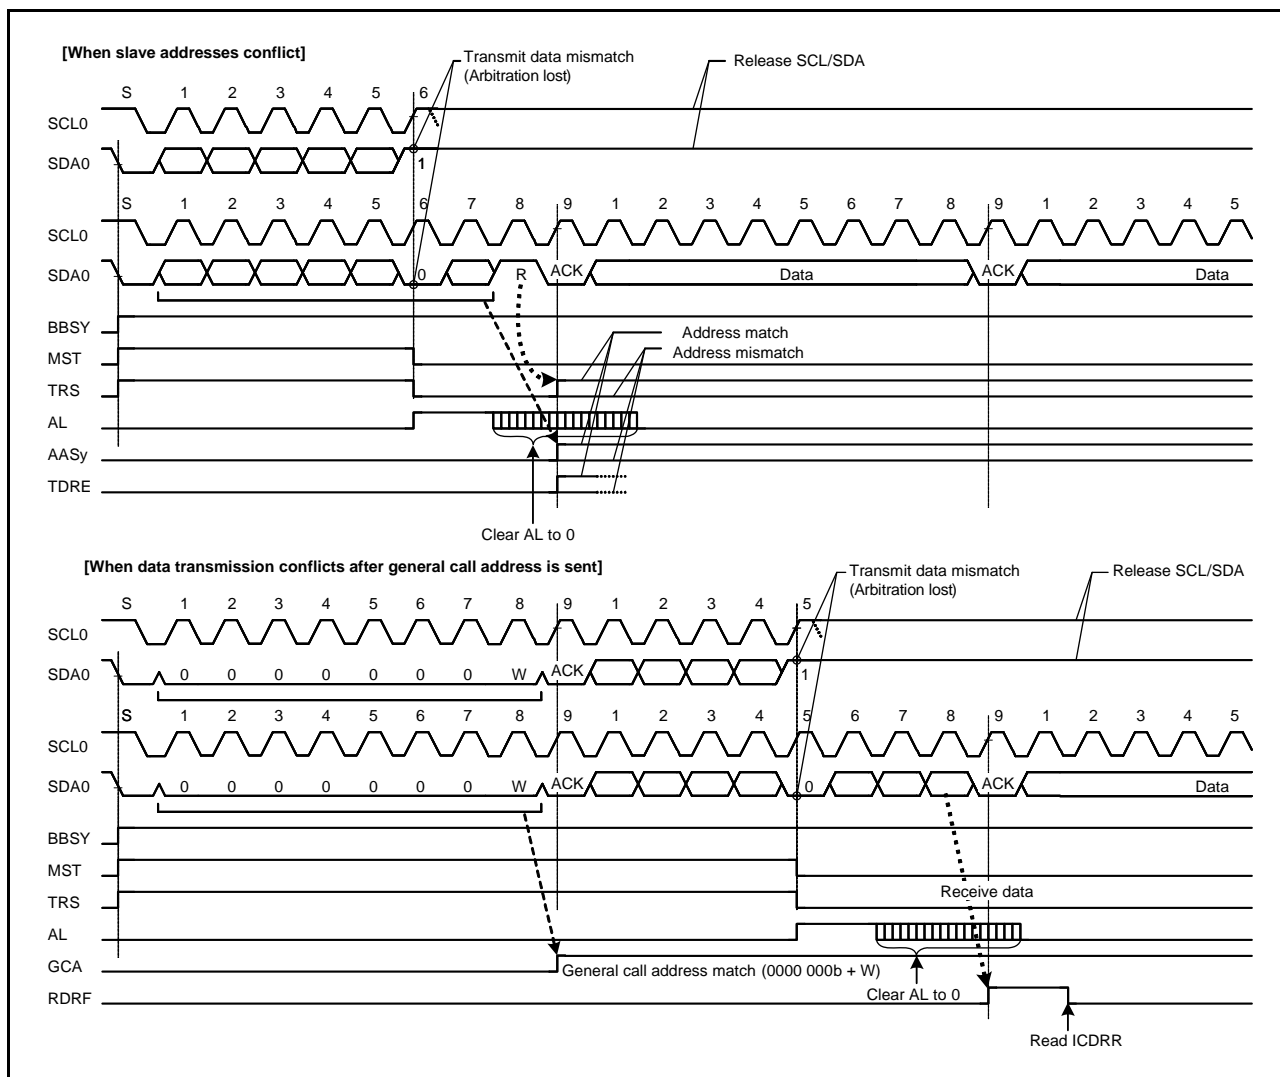 [When slave addresses conflict]
Transmit data mismatch
(Arbitration lost)
Release SCL/SDA
S 1 2 3 4 5 6
SCL0
SDA0 1
S 1 2 3 4 5 6 7 8 9 1 2 3 4 5 6 7 8 9 1 2 3 4 5
SCL0
SDA0 0 R ACK Data ACK Data
BBSY
Address match
MST
Address mismatch
TRS
AL
AASy
TDRE
Clear AL to 0
[When data transmission conflicts after general call address is sent]
Transmit data mismatch
(Arbitration lost)
Release SCL/SDA
S 1 2 3 4 5 6 7 8 9 1 2 3 4 5
SCL0
SDA0 0 0 0 0 0 0 0 W ACK 1
S 1 2 3 4 5 6 7 8 9 1 2 3 4 5 6 7 8 9 1 2 3 4 5
SCL0
SDA0 0 0 0 0 0 0 0 W ACK 0 ACK Data
BBSY
MST
TRS Receive data
AL
GCA General call address match (0000 000b + W)
Clear AL to 0
RDRF
Read ICDRR